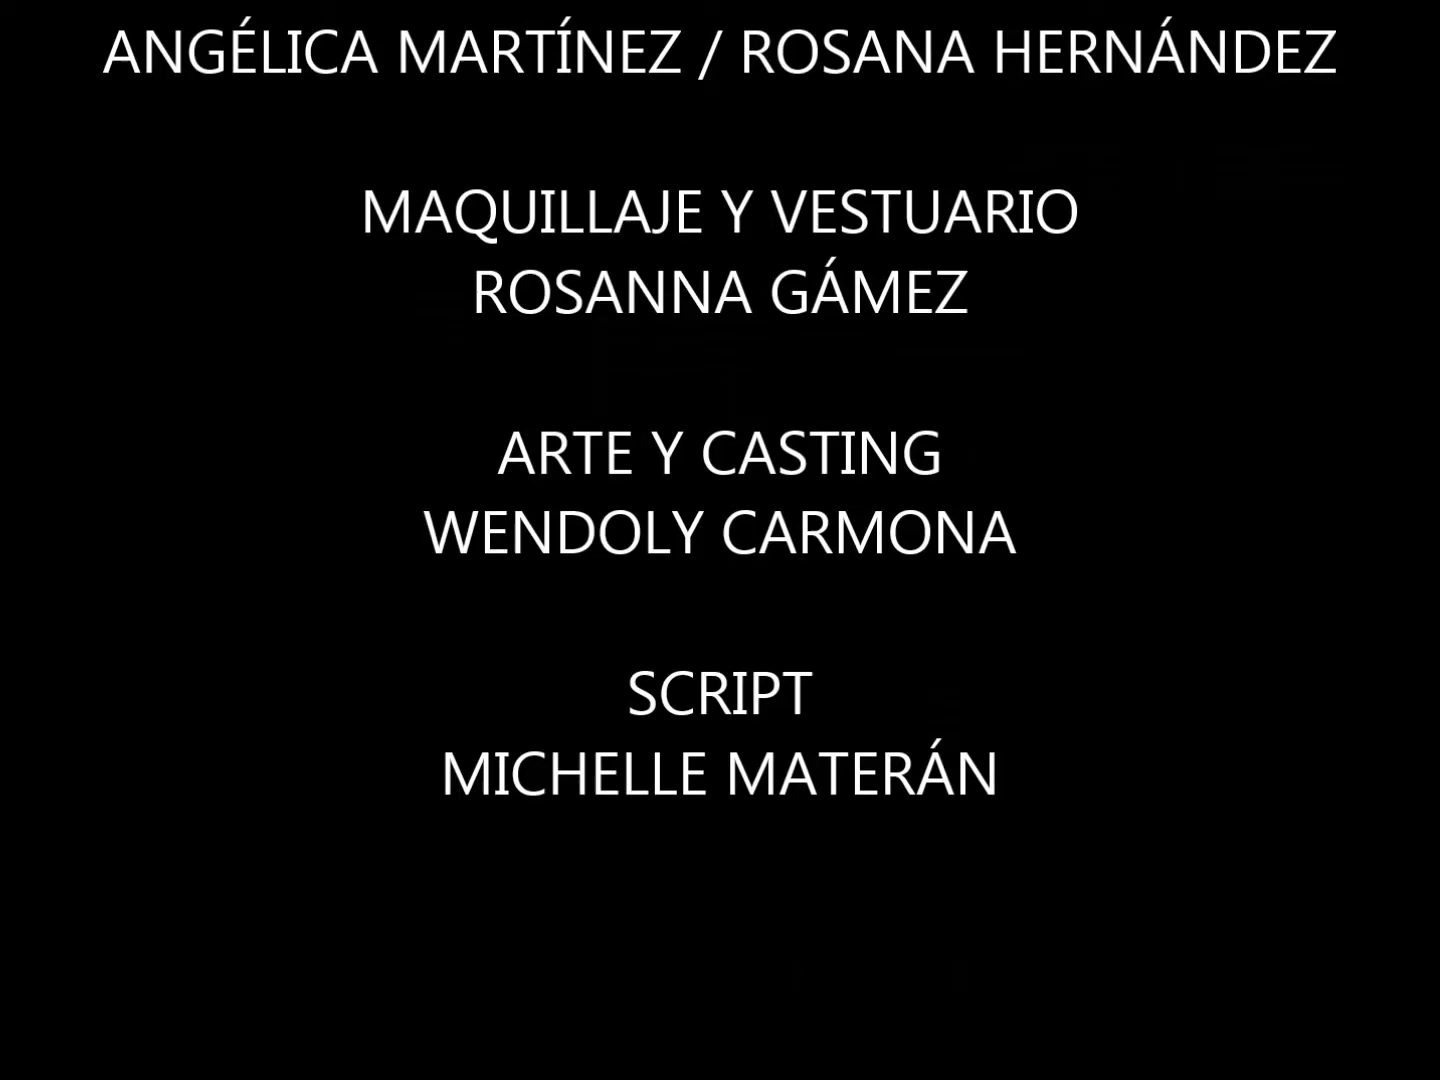 ANGÉLICA MARTÍNEZ / ROSANA HERNÁNDEZ
MAQUILLAJE Y VESTUARIO
ROSANNA GÁMEZ
ARTE Y CASTING
WENDOLY CARMONA
SCRIPT
MICHELLE MATERÁN